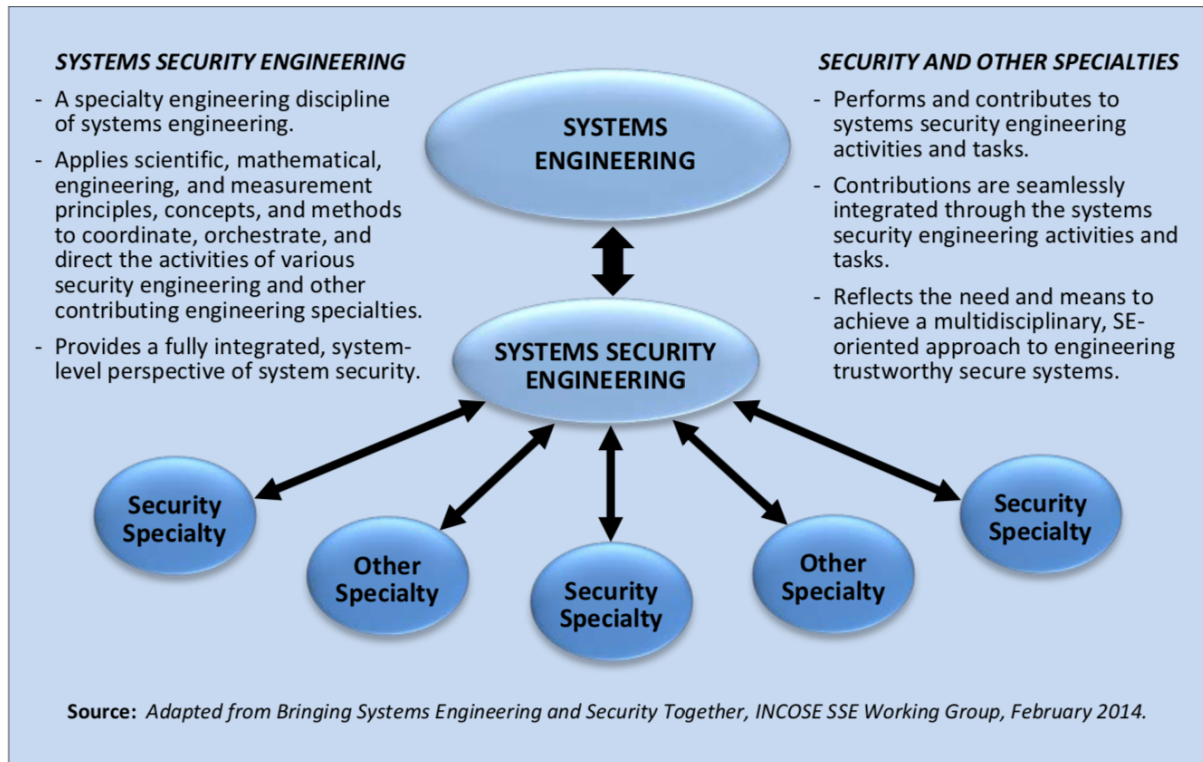 SYSTEMS SECURITY ENGINEERING
- A specialty engineering discipline
of systems engineering.
- Applies scientific, mathematical,
engineering, and measurement
principles, concepts, and methods
to coordinate, orchestrate, and
direct the activities of various
security engineering and other
contributing engineering specialties.
- Provides a fully integrated, system-
level perspective of system security.
SYSTEMS
ENGINEERING
SECURITY AND OTHER SPECIALTIES
- Performs and contributes to
systems security engineering
activities and tasks.
- Contributions are seamlessly
integrated through the systems
security engineering activities and
tasks.
- Reflects the need and means to
achieve a multidisciplinary, SE-
oriented approach to engineering
trustworthy secure systems.
SYSTEMS SECURITY
ENGINEERING
Security
Specialty
Other
Specialty
Security
Specialty
Other
Specialty
Security
Specialty
Source: Adapted from Bringing Systems Engineering and Security Together, INCOSE SSE Working Group, February 2014.